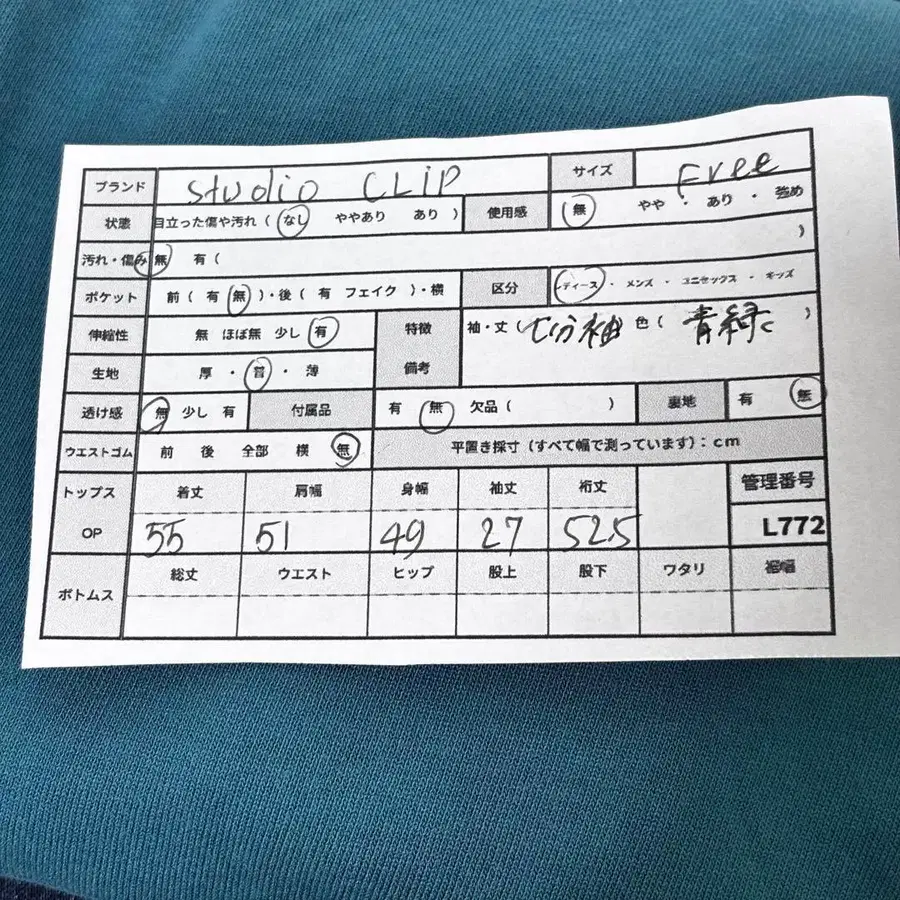 ブランド studio CLIP サイズ Free
状態 目立った傷や汚れ ( なし ややあり あり ) 使用感 無 やや ・ あり ・ 強め
汚れ・傷み 無 有 ( )
ポケット 前 ( 有 無 )・後 ( 有 フェイク )・横 区分 レディース ・ メンズ ・ ユニセックス ・ キッズ
伸縮性 無 ほぼ無 少し 有 特徴 袖・丈 ( 七分袖 色 ( 青緑 )
生地 厚 ・ 普 ・ 薄 備考
透け感 無 少し 有 付属品 有 無 欠品 ( ) 裏地 有 無
ウエストゴム 前 後 全部 横 無 平置き採寸 (すべて幅で測っています) : cm
トップス 着丈 肩幅 身幅 袖丈 裄丈 管理番号
OP 55 51 49 27 52.5 L772
ボトムス 総丈 ウエスト ヒップ 股上 股下 ワタリ 裾幅